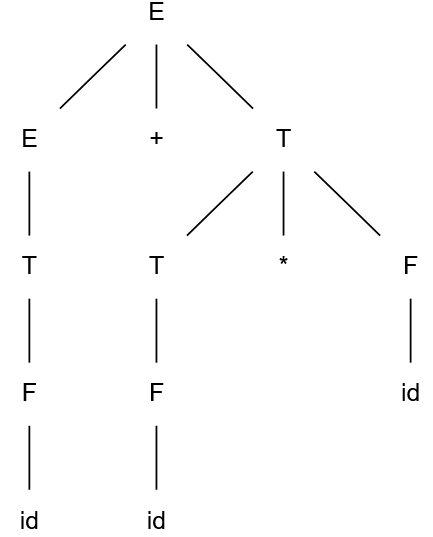 E
E + T
T T * F
F F id
id id